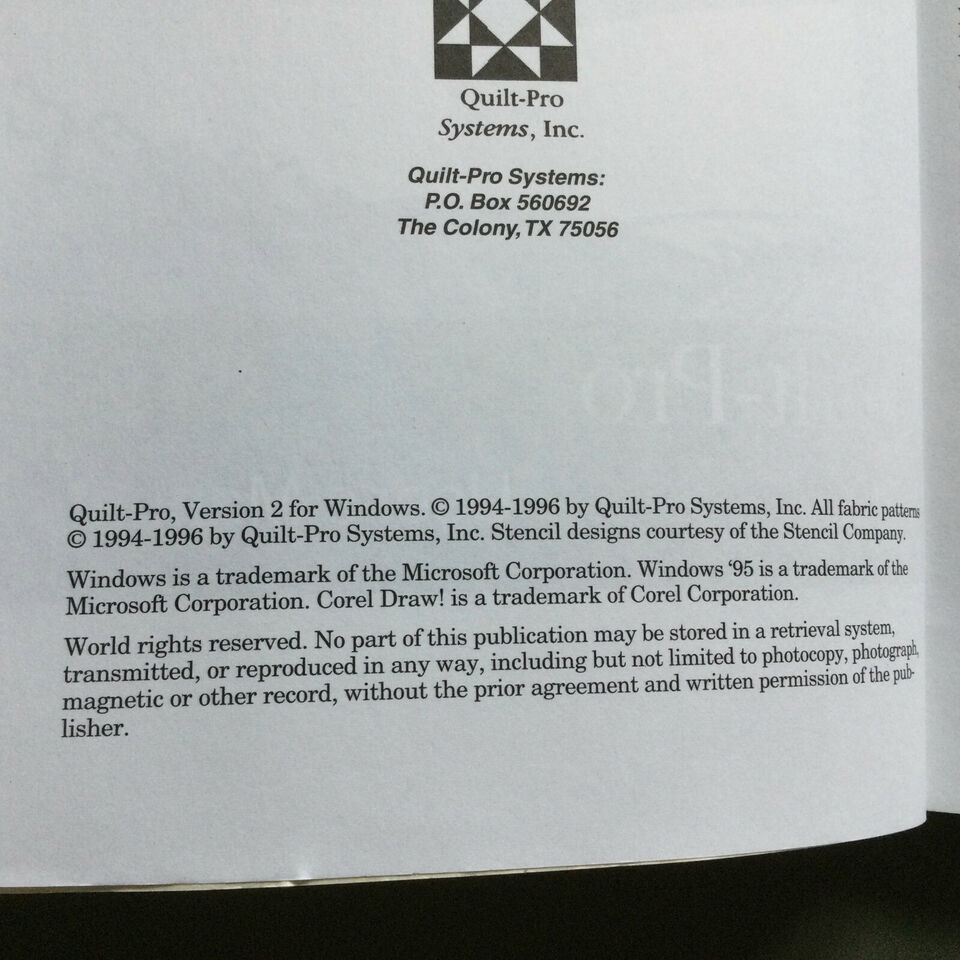 Quilt-Pro
Systems, Inc.
Quilt-Pro Systems:
P.O. Box 560692
The Colony, TX 75056
Quilt-Pro, Version 2 for Windows. © 1994-1996 by Quilt-Pro Systems, Inc. All fabric patterns
© 1994-1996 by Quilt-Pro Systems, Inc. Stencil designs courtesy of the Stencil Company.
Windows is a trademark of the Microsoft Corporation. Windows ‘95 is a trademark of the
Microsoft Corporation. Corel Draw! is a trademark of Corel Corporation.
World rights reserved. No part of this publication may be stored in a retrieval system,
transmitted, or reproduced in any way, including but not limited to photocopy, photograph,
magnetic or other record, without the prior agreement and written permission of the pub-
lisher.